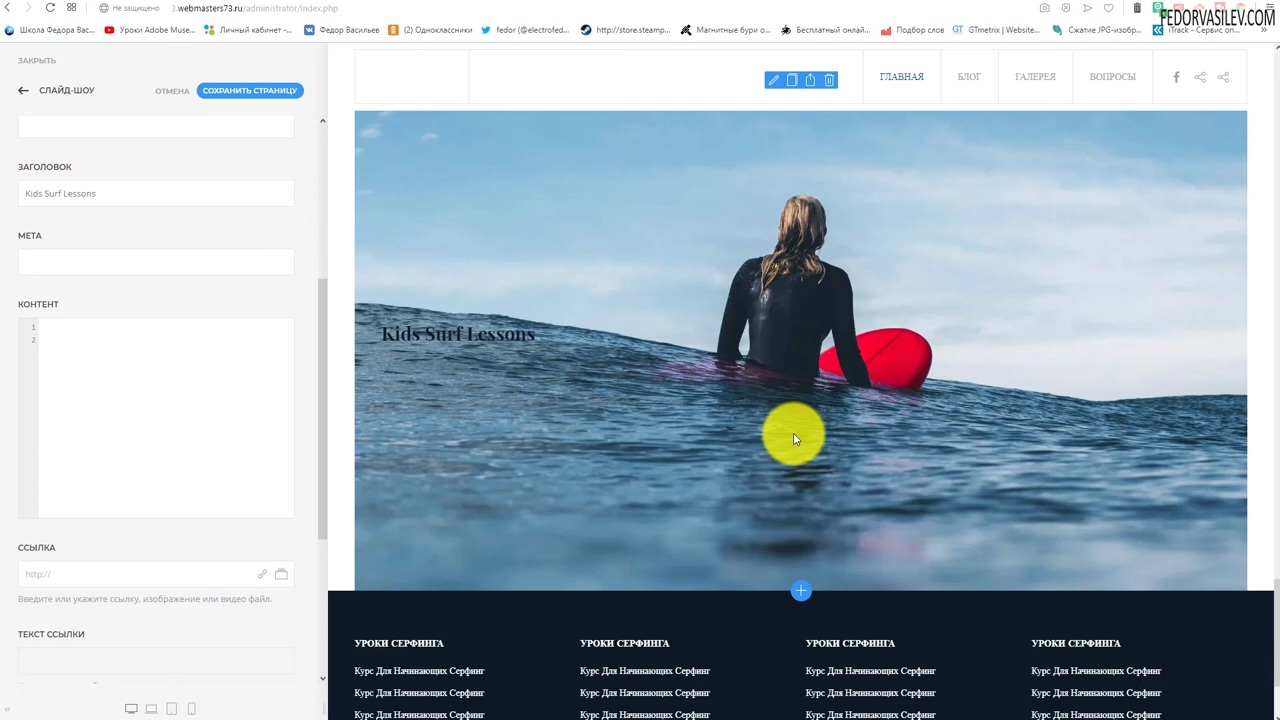 Не защищено
3.webmasters73.ru/administrator/index.php
FEDORVASILEV.COM
Школа Федора Вас...
Уроки Adobe Muse...
Личный кабинет -...
Федор Васильев
(2) Одноклассники
fedor (@electrofed...
http://store.steamp...
Магнитные бури о...
Бесплатный онлай...
Подбор слов
GTmetrix | Website...
Сжатие JPG-изобр...
iTrack - Сервис оп...
ЗАКРЫТЬ
СЛАЙД-ШОУ
ОТМЕНА
СОХРАНИТЬ СТРАНИЦУ
ГЛАВНАЯ
БЛОГ
ГАЛЕРЕЯ
ВОПРОСЫ
ЗАГОЛОВОК
Kids Surf Lessons
МЕТА
КОНТЕНТ
1
2
Kids Surf Lessons
ССЫЛКА
http://
Введите или укажите ссылку, изображение или видео файл.
ТЕКСТ ССЫЛКИ
УРОКИ СЕРФИНГА УРОКИ СЕРФИНГА УРОКИ СЕРФИНГА УРОКИ СЕРФИНГА
Курс Для Начинающих Серфинг Курс Для Начинающих Серфинг Курс Для Начинающих Серфинг Курс Для Начинающих Серфинг
Курс Для Начинающих Серфинг Курс Для Начинающих Серфинг Курс Для Начинающих Серфинг Курс Для Начинающих Серфинг
Курс Для Начинающих Серфинг Курс Для Начинающих Серфинг Курс Для Начинающих Серфинг Курс Для Начинающих Серфинг